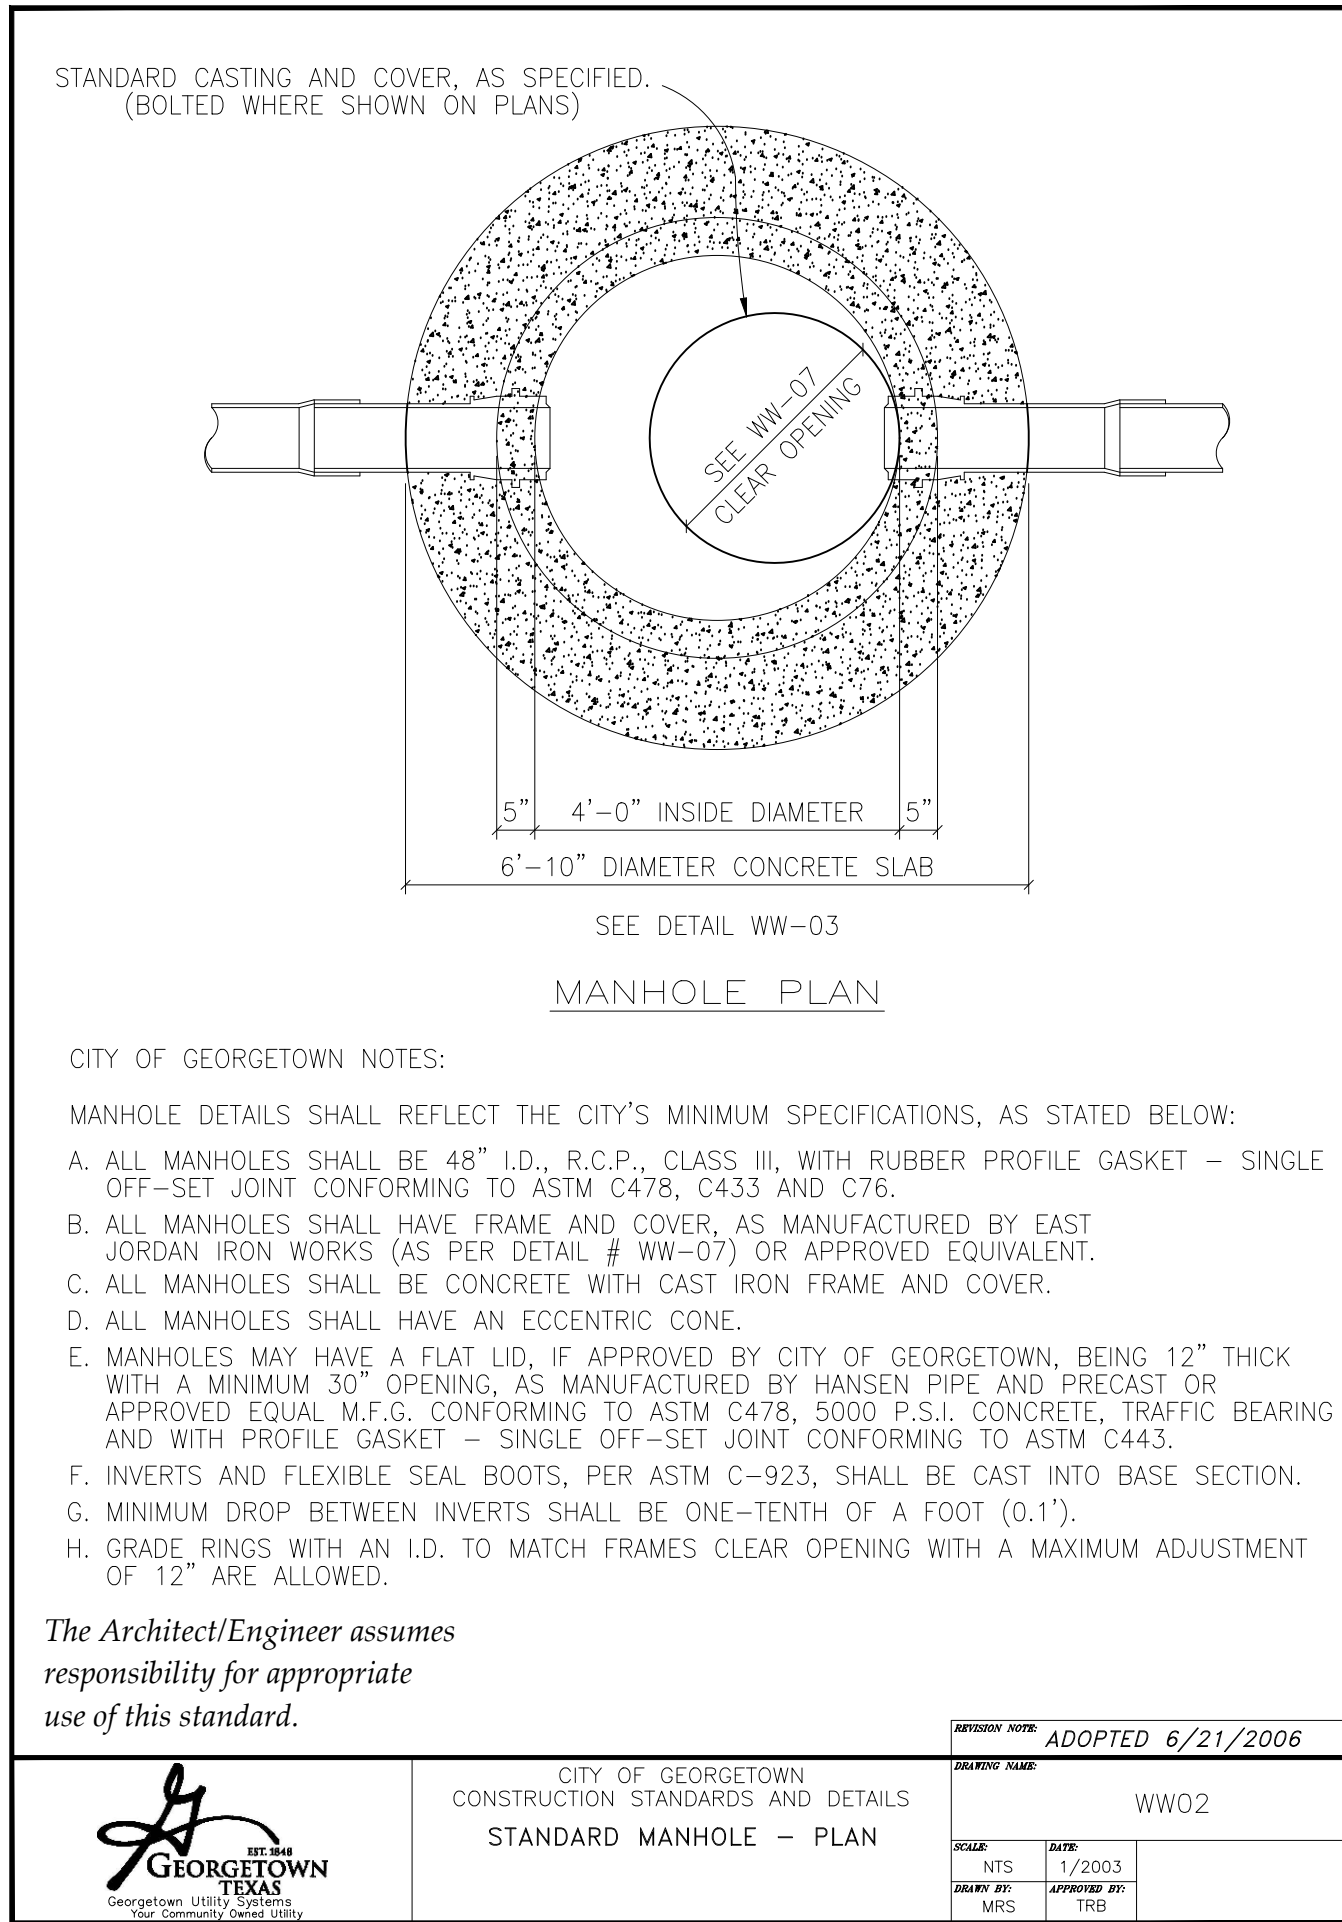 STANDARD CASTING AND COVER, AS SPECIFIED.
(BOLTED WHERE SHOWN ON PLANS)
SEE WW-07
CLEAR OPENING
5" 4'-0" INSIDE DIAMETER 5"
6'-10" DIAMETER CONCRETE SLAB
SEE DETAIL WW-03
MANHOLE PLAN
CITY OF GEORGETOWN NOTES:
MANHOLE DETAILS SHALL REFLECT THE CITY'S MINIMUM SPECIFICATIONS, AS STATED BELOW:
A. ALL MANHOLES SHALL BE 48" I.D., R.C.P., CLASS III, WITH RUBBER PROFILE GASKET - SINGLE
OFF-SET JOINT CONFORMING TO ASTM C478, C433 AND C76.
B. ALL MANHOLES SHALL HAVE FRAME AND COVER, AS MANUFACTURED BY EAST
JORDAN IRON WORKS (AS PER DETAIL # WW-07) OR APPROVED EQUIVALENT.
C. ALL MANHOLES SHALL BE CONCRETE WITH CAST IRON FRAME AND COVER.
D. ALL MANHOLES SHALL HAVE AN ECCENTRIC CONE.
E. MANHOLES MAY HAVE A FLAT LID, IF APPROVED BY CITY OF GEORGETOWN, BEING 12" THICK
WITH A MINIMUM 30" OPENING, AS MANUFACTURED BY HANSEN PIPE AND PRECAST OR
APPROVED EQUAL M.F.G. CONFORMING TO ASTM C478, 5000 P.S.I. CONCRETE, TRAFFIC BEARING
AND WITH PROFILE GASKET - SINGLE OFF-SET JOINT CONFORMING TO ASTM C443.
F. INVERTS AND FLEXIBLE SEAL BOOTS, PER ASTM C-923, SHALL BE CAST INTO BASE SECTION.
G. MINIMUM DROP BETWEEN INVERTS SHALL BE ONE-TENTH OF A FOOT (0.1').
H. GRADE RINGS WITH AN I.D. TO MATCH FRAMES CLEAR OPENING WITH A MAXIMUM ADJUSTMENT
OF 12" ARE ALLOWED.
The Architect/Engineer assumes
responsibility for appropriate
use of this standard.
REVISION NOTE: ADOPTED 6/21/2006
EST. 1848
GEORGETOWN
TEXAS
Georgetown Utility Systems
Your Community Owned Utility
CITY OF GEORGETOWN
CONSTRUCTION STANDARDS AND DETAILS
STANDARD MANHOLE - PLAN
DRAWING NAME:
WW02
SCALE: DATE:
NTS 1/2003
DRAWN BY: APPROVED BY:
MRS TRB